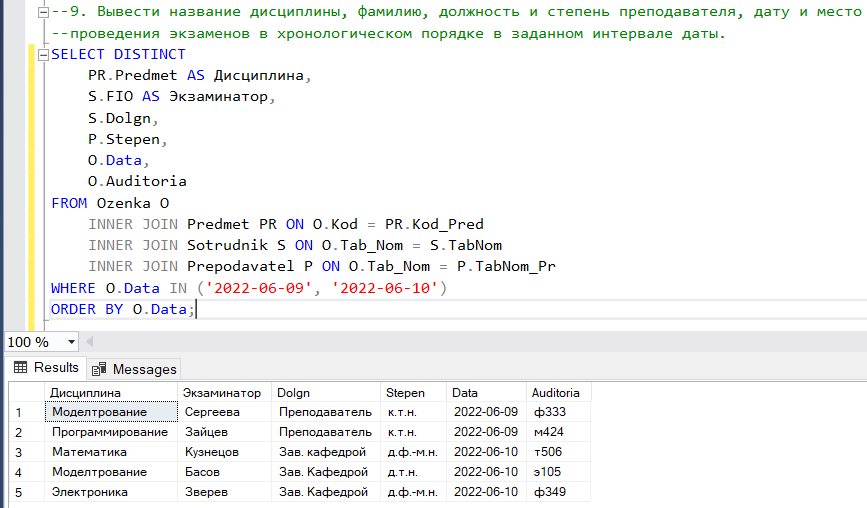 --9. Вывести название дисциплины, фамилию, должность и степень преподавателя, дату и место
--проведения экзаменов в хронологическом порядке в заданном интервале даты.
SELECT DISTINCT
PR.Predmet AS Дисциплина,
S.FIO AS Экзаминатор,
S.Dolgn,
P.Stepen,
O.Data,
O.Auditoria
FROM Ozenka O
INNER JOIN Predmet PR ON O.Kod = PR.Kod_Pred
INNER JOIN Sotrudnik S ON O.Tab_Nom = S.TabNom
INNER JOIN Prepodavatel P ON O.Tab_Nom = P.TabNom_Pr
WHERE O.Data IN ('2022-06-09', '2022-06-10')
ORDER BY O.Data;
100 %
Results Messages
Дисциплина Экзаминатор Dolgn Stepen Data Auditoria
1 Моделтрование Сергеева Преподаватель к.т.н. 2022-06-09 ф333
2 Программирование Зайцев Преподаватель к.т.н. 2022-06-09 м424
3 Математика Кузнецов Зав. кафедрой д.ф.-м.н. 2022-06-10 т506
4 Моделтрование Басов Зав. Кафедрой д.т.н. 2022-06-10 э105
5 Электроника Зверев Зав. Кафедрой д.ф.-м.н. 2022-06-10 ф349